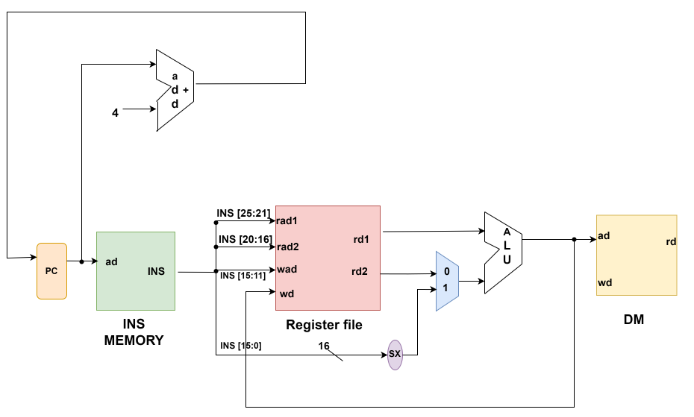 a
d +
d
4
PC
ad
INS
INS
MEMORY
INS [25:21]
INS [20:16]
INS [15:11]
INS [15:0]
16
rad1
rad2
wad
wd
rd1
rd2
Register file
SX
0
1
A
L
U
ad
rd
wd
DM